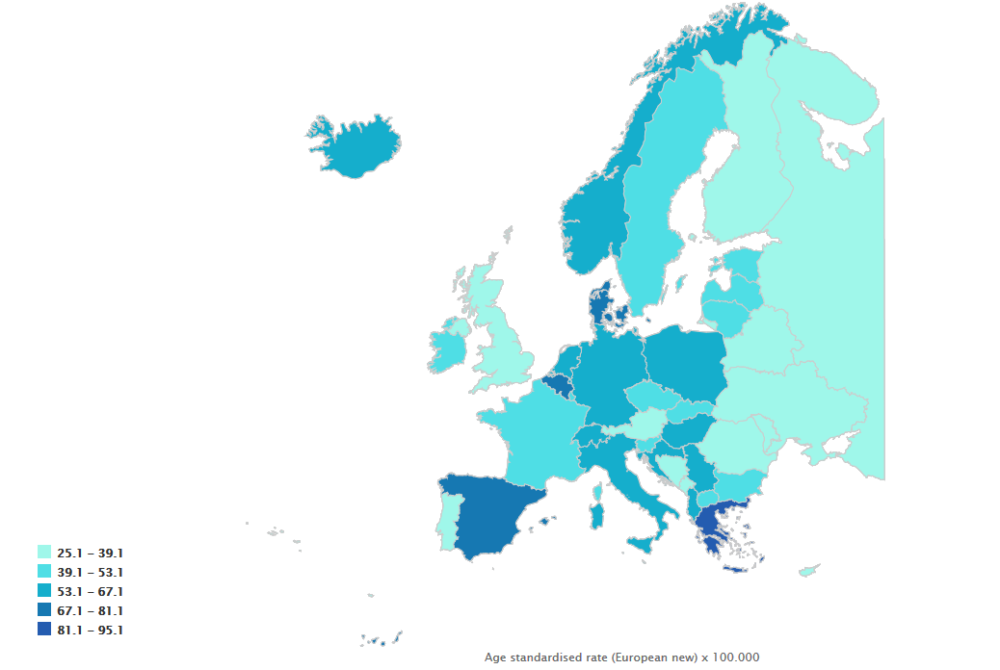 25.1 – 39.1
39.1 – 53.1
53.1 – 67.1
67.1 – 81.1
81.1 – 95.1
Age standardised rate (European new) x 100.000